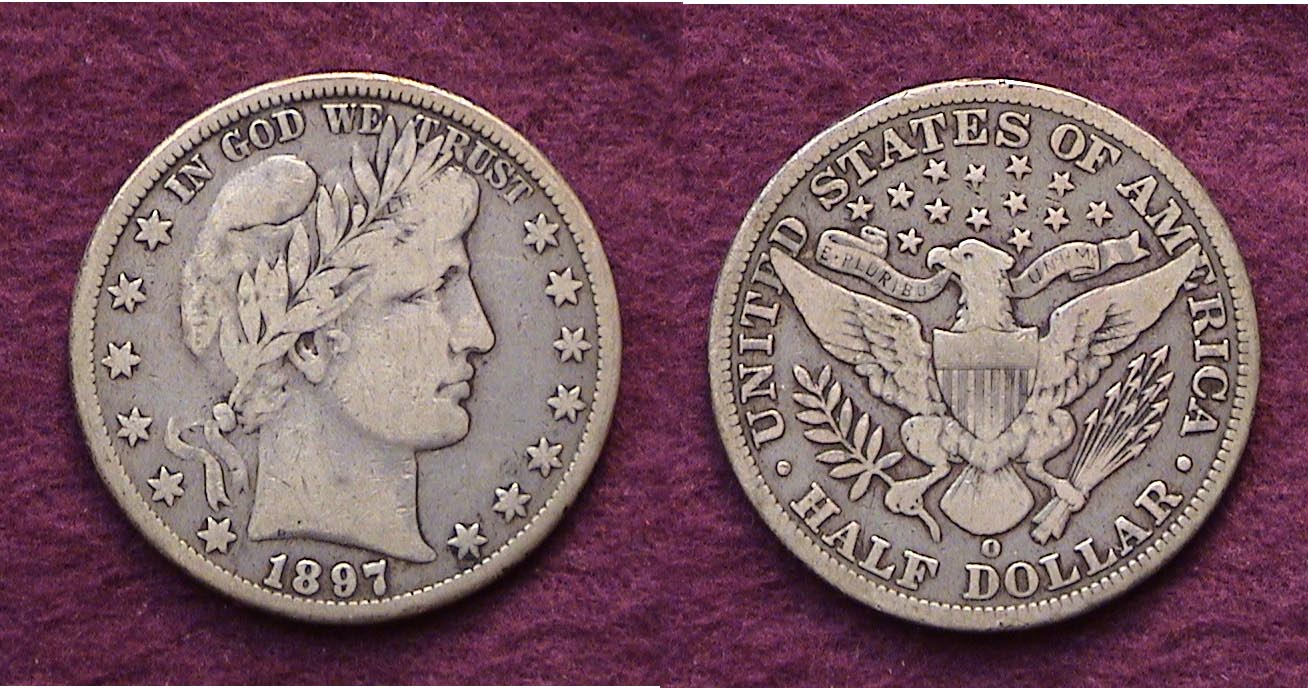 IN GOD WE TRUST
1897
UNITED STATES OF AMERICA
E·PLURIBUS UNUM
O
HALF DOLLAR